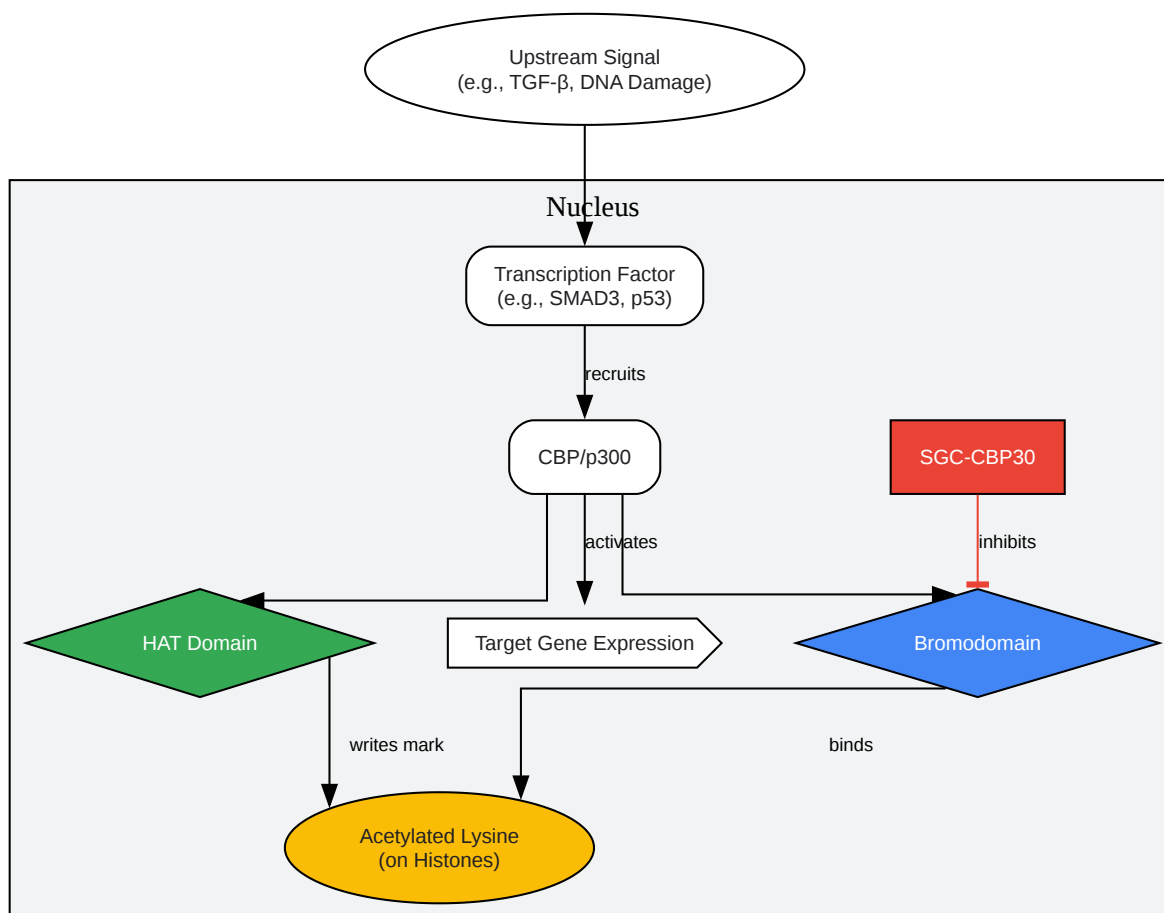 Upstream Signal
(e.g., TGF-β, DNA Damage)
Nucleus
Transcription Factor
(e.g., SMAD3, p53)
recruits
CBP/p300
SGC-CBP30
activates
inhibits
HAT Domain
Target Gene Expression
Bromodomain
writes mark
binds
Acetylated Lysine
(on Histones)